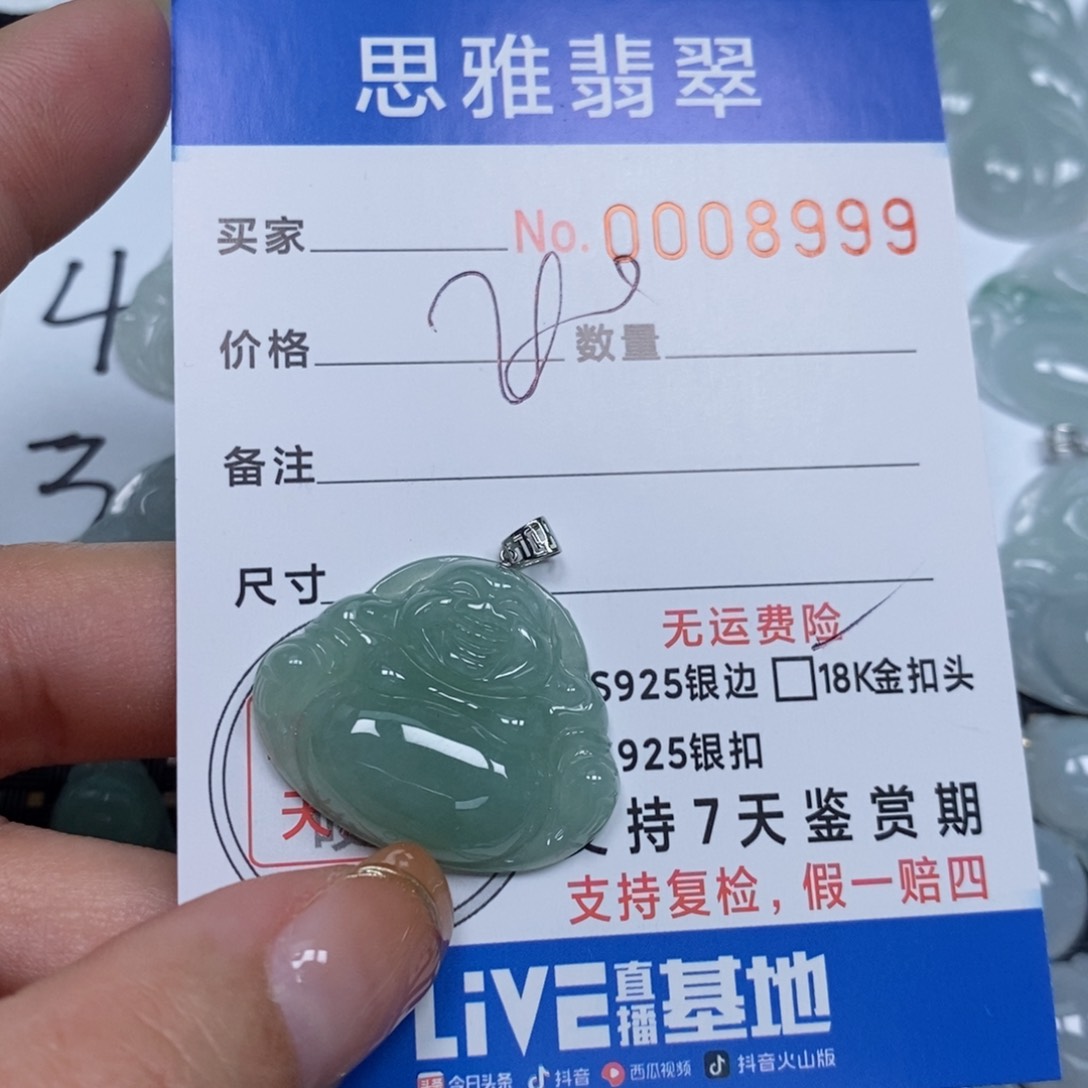 思雅翡翠
买家 No.0008999
价格 数量
备注
尺寸
无运费险
S925银边 □18K金扣头
925银扣
持7天鉴赏期
天
支持复检，假一赔四
LiVE直播基地
头条 今日头条 抖音 西瓜视频 抖音火山版
4
3